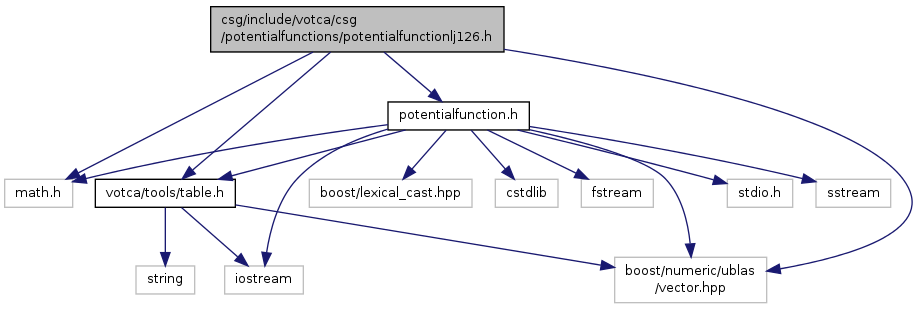 csg/include/votca/csg
/potentialfunctions/potentialfunctionlj126.h
potentialfunction.h
math.h
votca/tools/table.h
boost/lexical_cast.hpp
cstdlib
fstream
stdio.h
sstream
string
iostream
boost/numeric/ublas
/vector.hpp